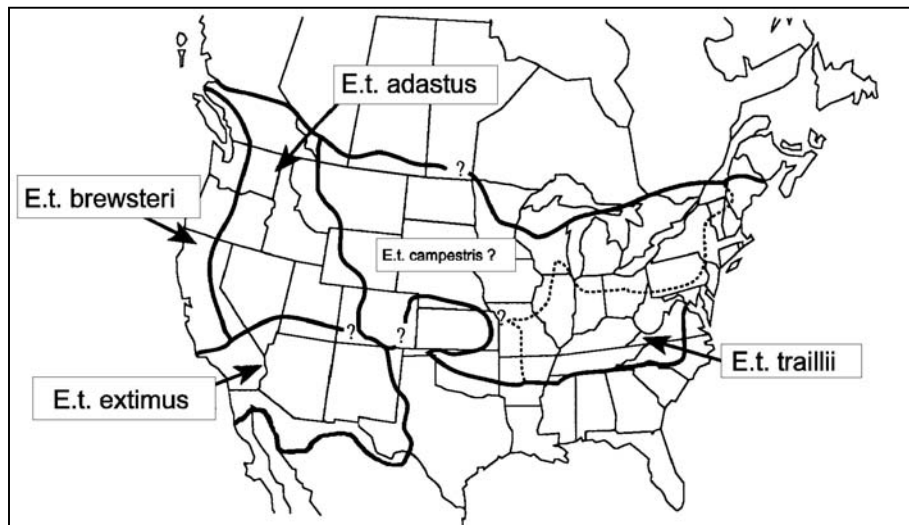 E.t. adastus
E.t. brewsteri
?
E.t. campestris ?
?
?
?
E.t. traillii
E.t. extimus